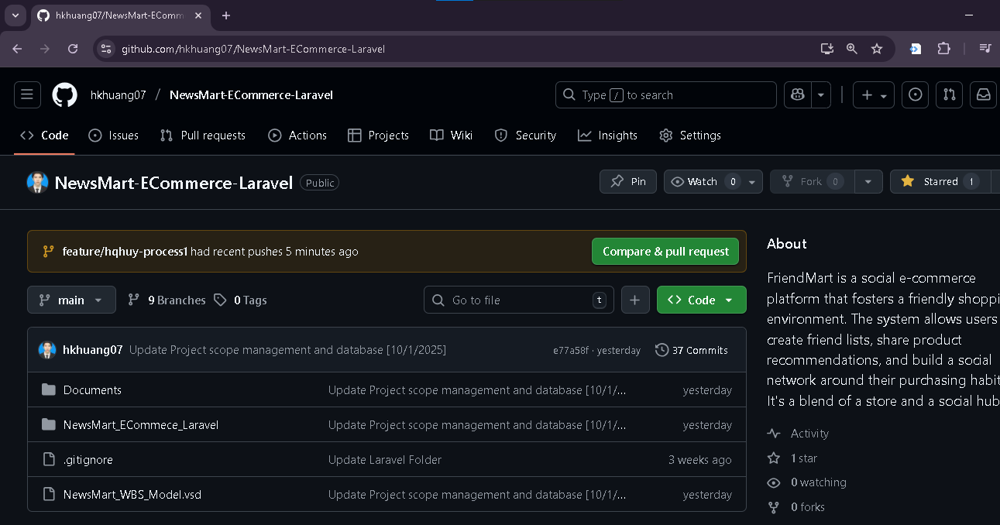 hkhuang07/NewsMart-EComm
github.com/hkhuang07/NewsMart-ECommerce-Laravel
hkhuang07 / NewsMart-ECommerce-Laravel
Type / to search
Code Issues Pull requests Actions Projects Wiki Security Insights Settings
NewsMart-ECommerce-Laravel Public
Pin Watch 0 Fork 0 Starred 1
feature/hqhuy-process1 had recent pushes 5 minutes ago
Compare & pull request
main 9 Branches 0 Tags
Go to file t
Code
hkhuang07 Update Project scope management and database [10/1/2025]
e77a58f · yesterday 37 Commits
Documents Update Project scope management and database [10/1/... yesterday
NewsMart_ECommece_Laravel Update Project scope management and database [10/1/... yesterday
.gitignore Update Laravel Folder 3 weeks ago
NewsMart_WBS_Model.vsd Update Project scope management and database [10/1/... yesterday
About
FriendMart is a social e-commerce
platform that fosters a friendly shoppi
environment. The system allows users
create friend lists, share product
recommendations, and build a social
network around their purchasing habit
It's a blend of a store and a social hub
Activity
1 star
0 watching
0 forks